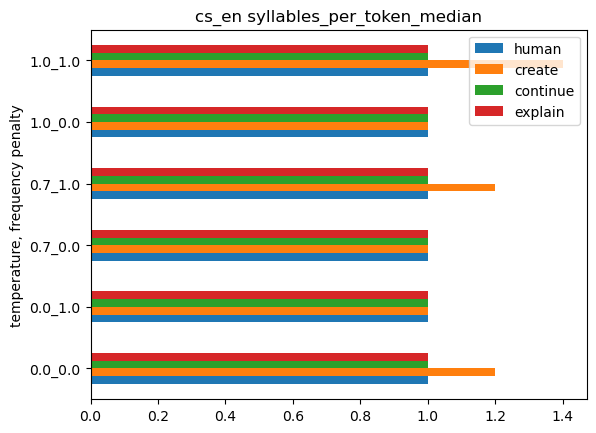 cs_en syllables_per_token_median
temperature, frequency penalty
1.0_1.0
1.0_0.0
0.7_1.0
0.7_0.0
0.0_1.0
0.0_0.0
human
create
continue
explain
0.0 0.2 0.4 0.6 0.8 1.0 1.2 1.4